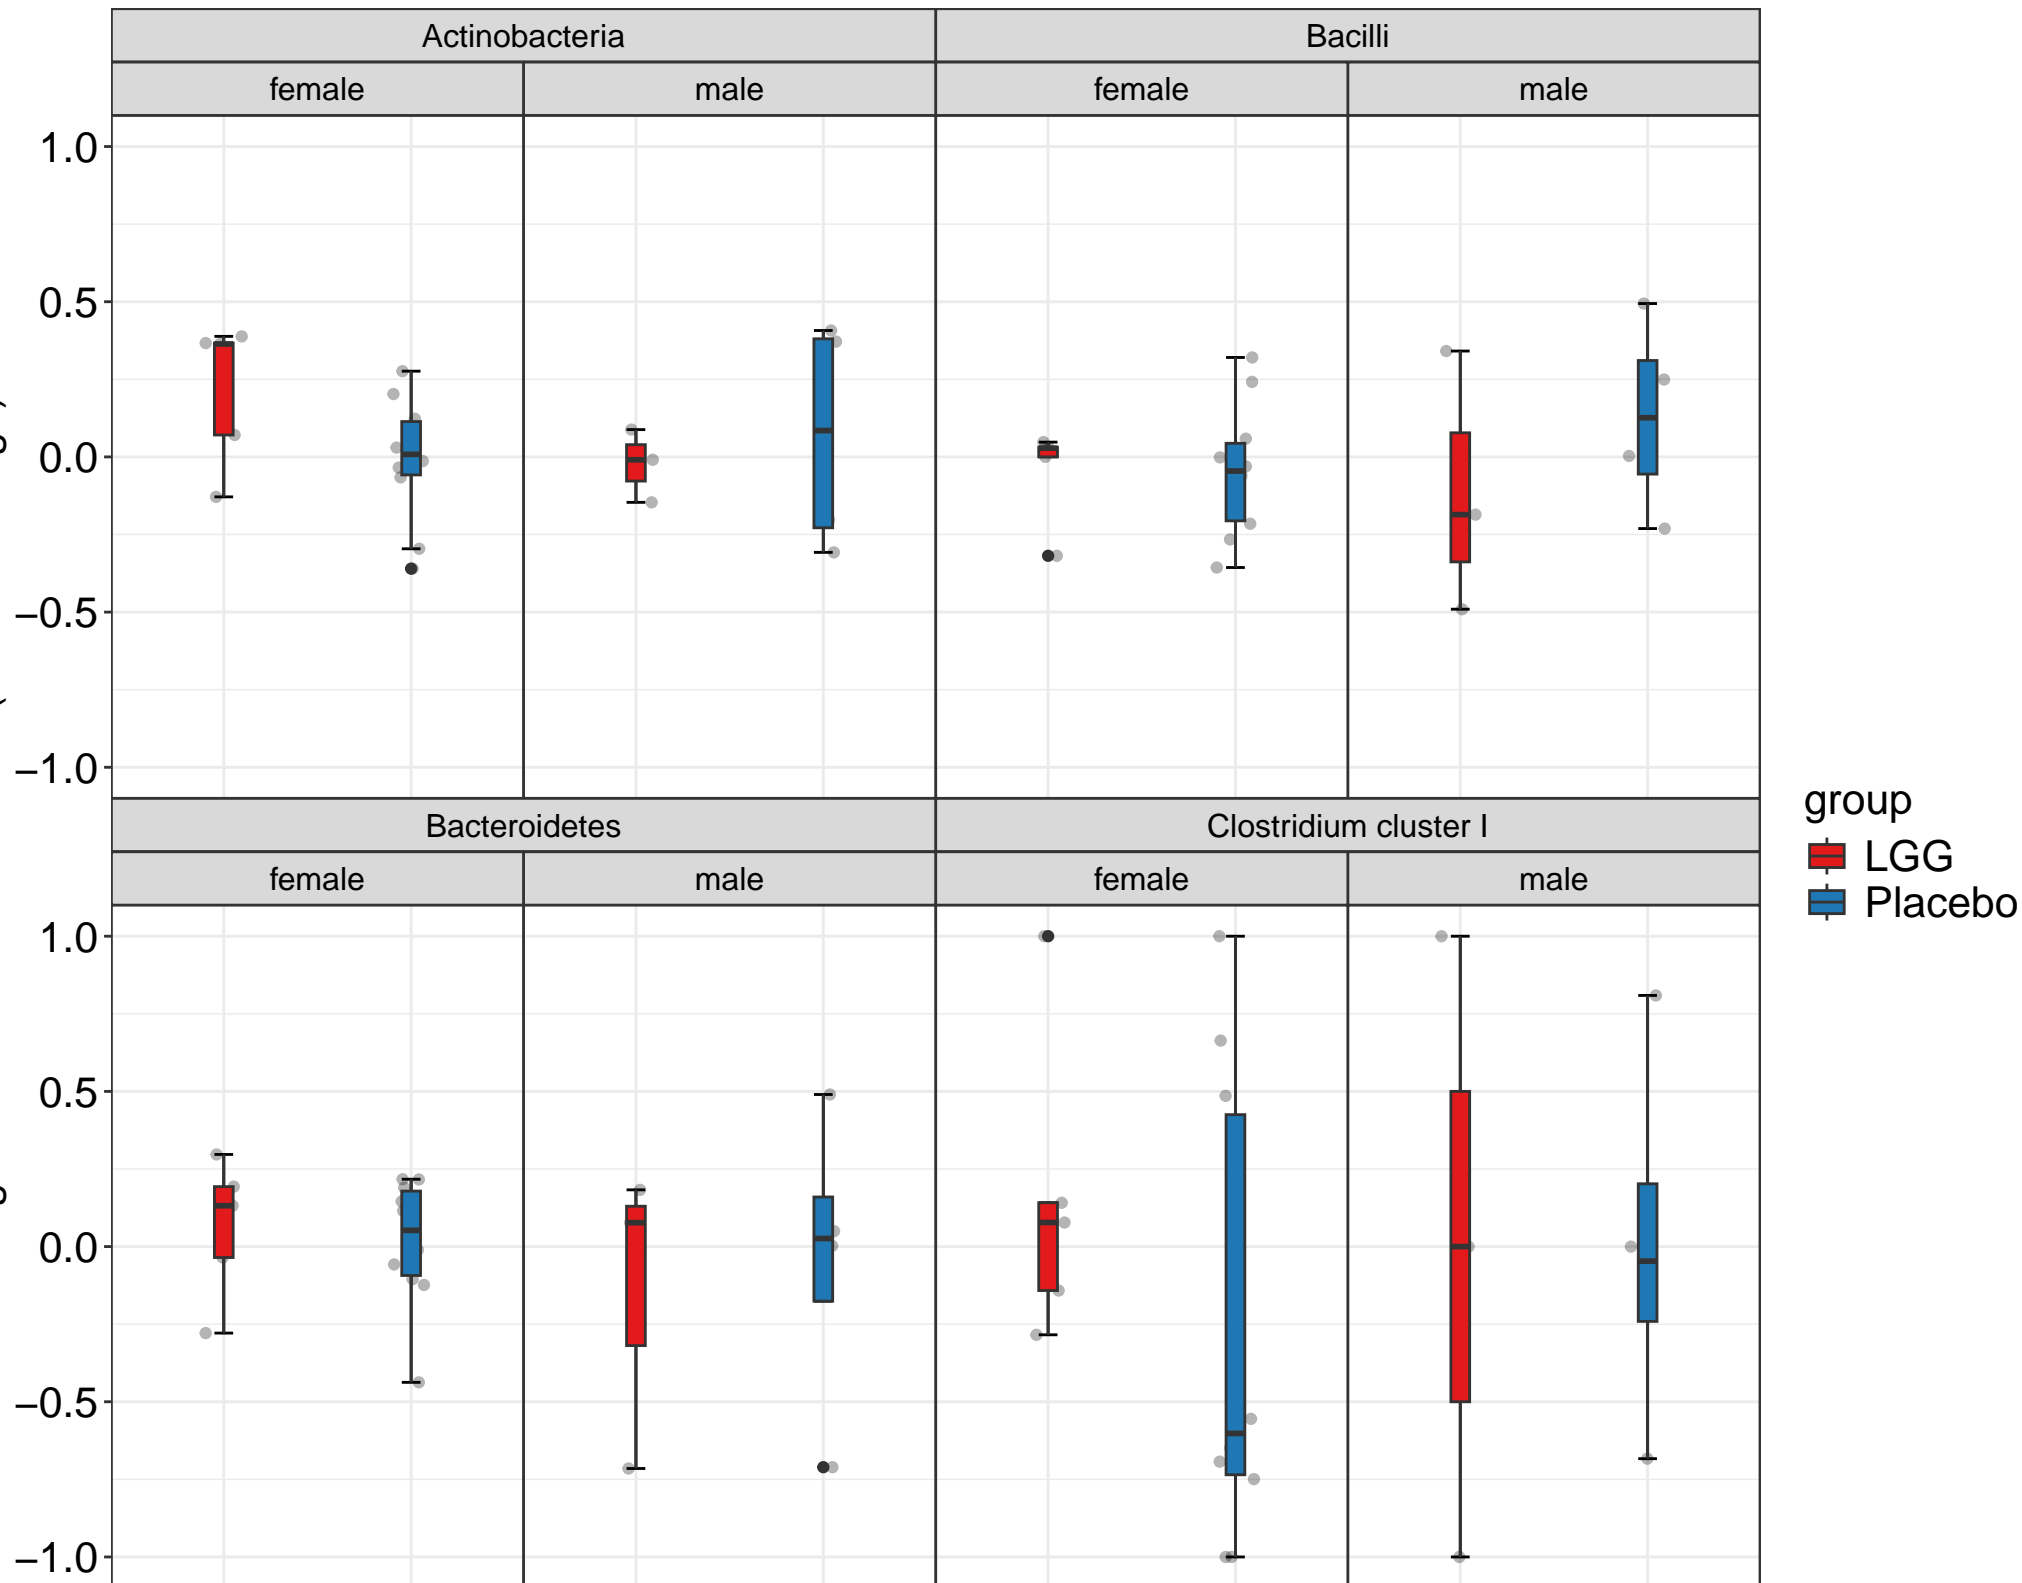 Actinobacteria Bacilli
female male female male
1.0
0.5
0.0
−0.5
−1.0
Bacteroidetes Clostridium cluster I
female male female male
1.0
0.5
0.0
−0.5
−1.0
group
LGG
Placebo